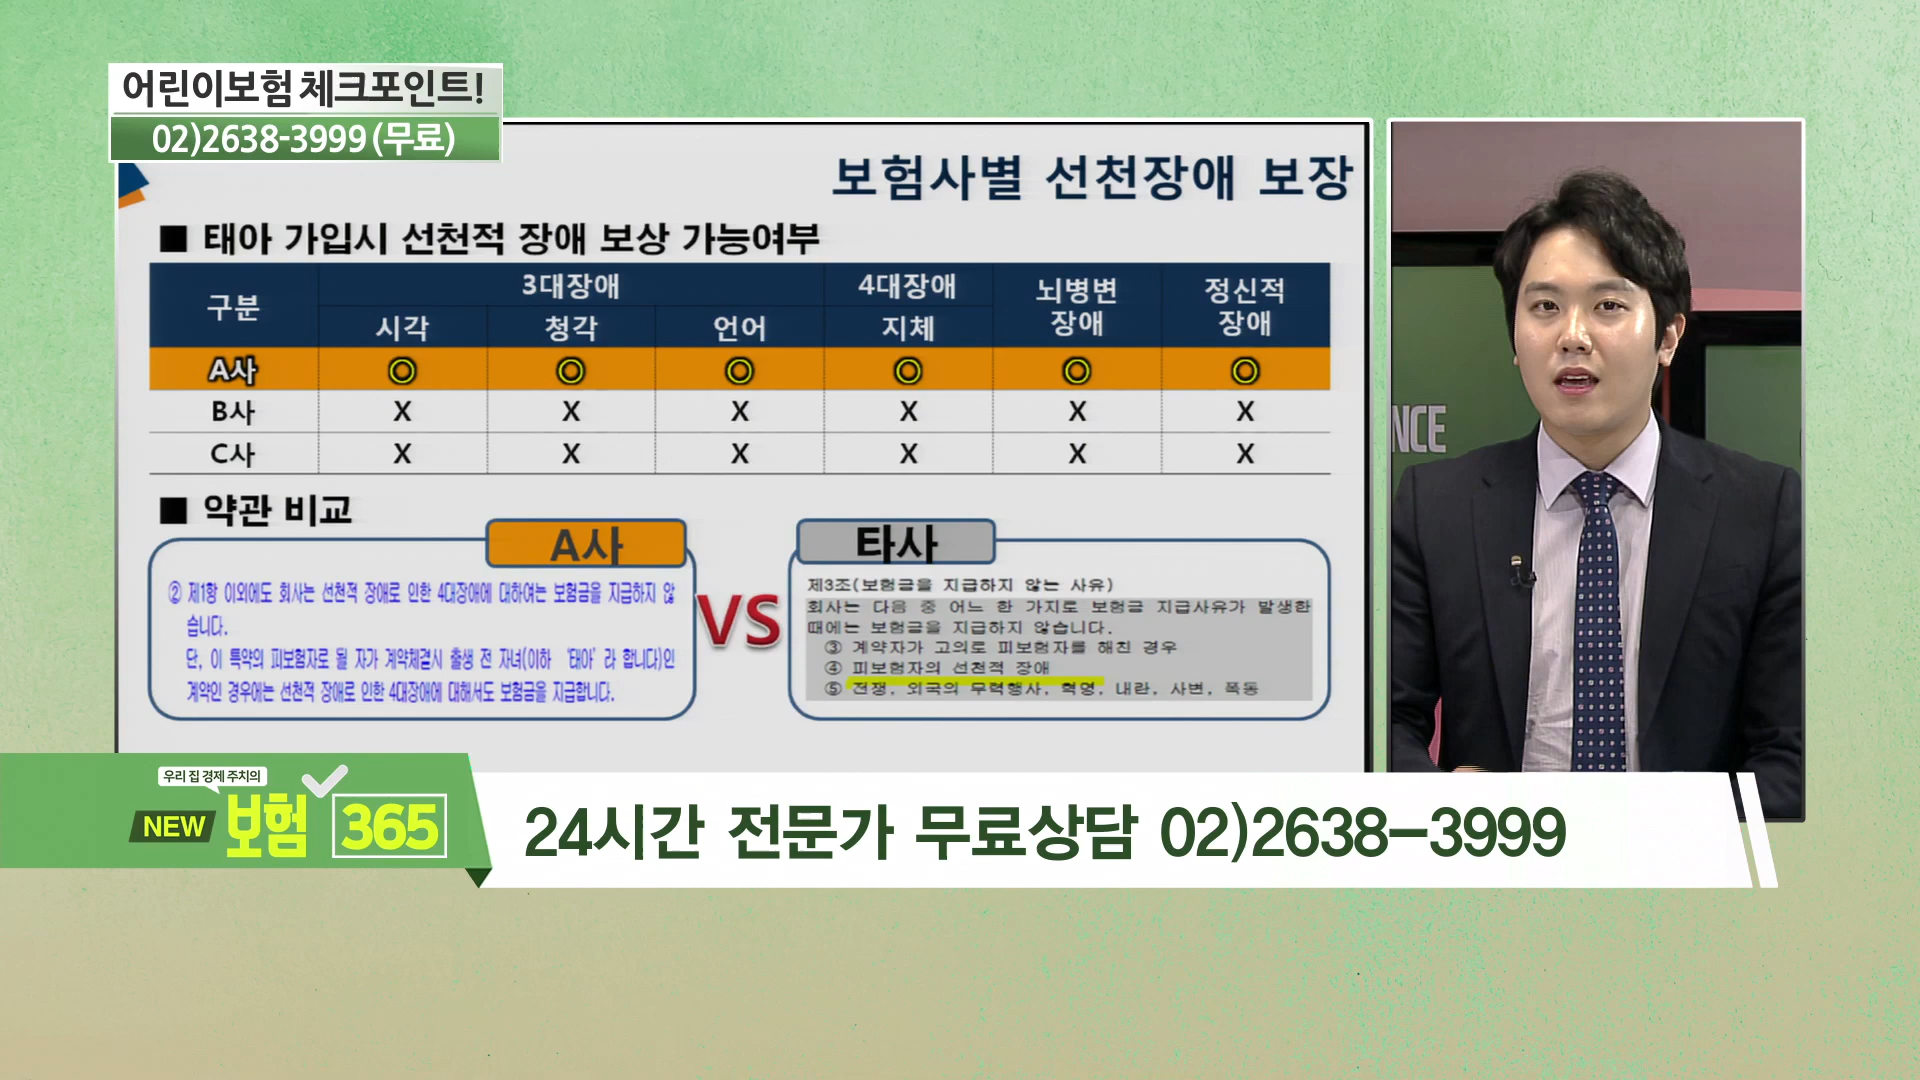 어린이보험 체크포인트!
02)2638-3999 (무료)
보험사별 선천장애 보장
■ 태아 가입시 선천적 장애 보상 가능여부
구분 3대장애 4대장애 뇌병변 장애 정신적 장애
시각 청각 언어 지체
A사 ◎ ◎ ◎ ◎ ◎ ◎
B사 X X X X X X
C사 X X X X X X
■ 약관 비교
A사
② 제1항 이외에도 회사는 선천적 장애로 인한 4대장애에 대하여는 보험금을 지급하지 않
습니다.
단, 이 특약의 피보험자로 될 자가 계약체결시 출생 전 자녀(이하 ‘태아’라 합니다)인
계약인 경우에는 선천적 장애로 인한 4대장애에 대해서도 보험금을 지급합니다.
VS
타사
제3조(보험금을 지급하지 않는 사유)
회사는 다음 중 어느 한 가지로 보험금 지급사유가 발생한
때에는 보험금을 지급하지 않습니다.
③ 계약자가 고의로 피보험자를 해친 경우
④ 피보험자의 선천적 장애
⑤ 전쟁, 외국의 무력행사, 혁명, 내란, 사변, 폭동
NCE
우리 집 경제 주치의
NEW 보험 365
24시간 전문가 무료상담 02)2638-3999